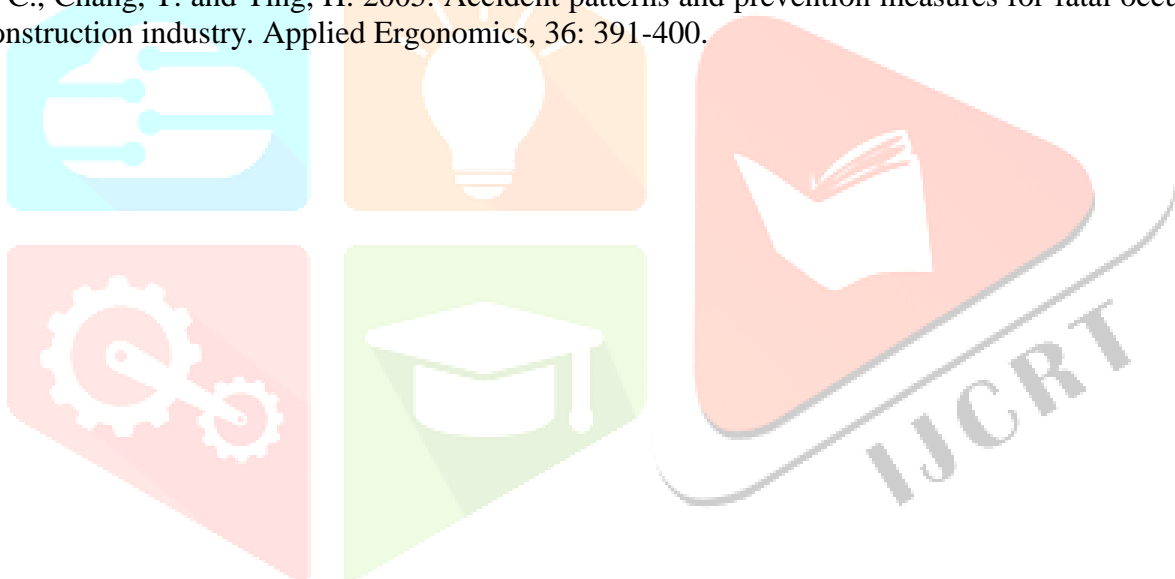 C., Chang, T. and Ting, H. 2005. Accident patterns and prevention measures for fatal
onstruction industry. Applied Ergonomics, 36: 391-400.
IJCRT